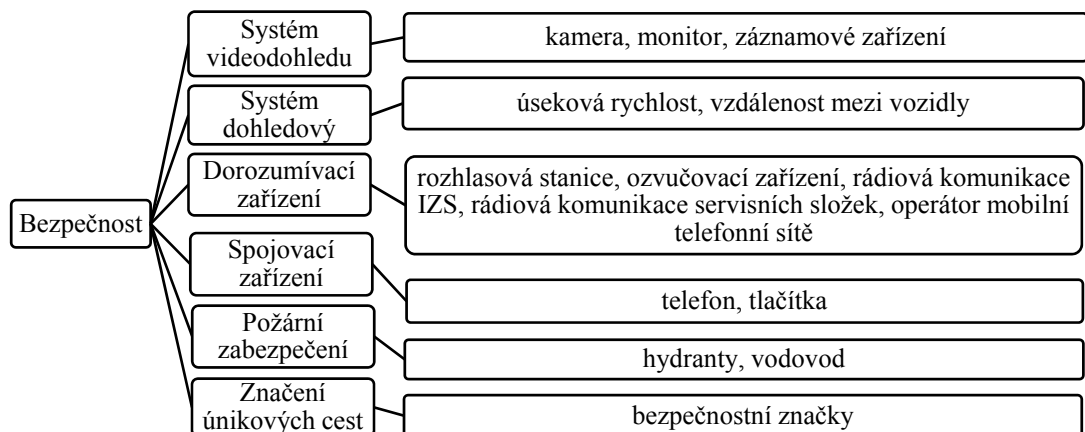 Systém
videodohledu
kamera, monitor, záznamové zařízení
Systém
dohledový
úseková rychlost, vzdálenost mezi vozidly
Dorozumívací
zařízení
rozhlasová stanice, ozvučovací zařízení, rádiová komunikace
IZS, rádiová komunikace servisních složek, operátor mobilní
telefonní sítě
Bezpečnost
Spojovací
zařízení
telefon, tlačítka
Požární
zabezpečení
hydranty, vodovod
Značení
únikových cest
bezpečnostní značky